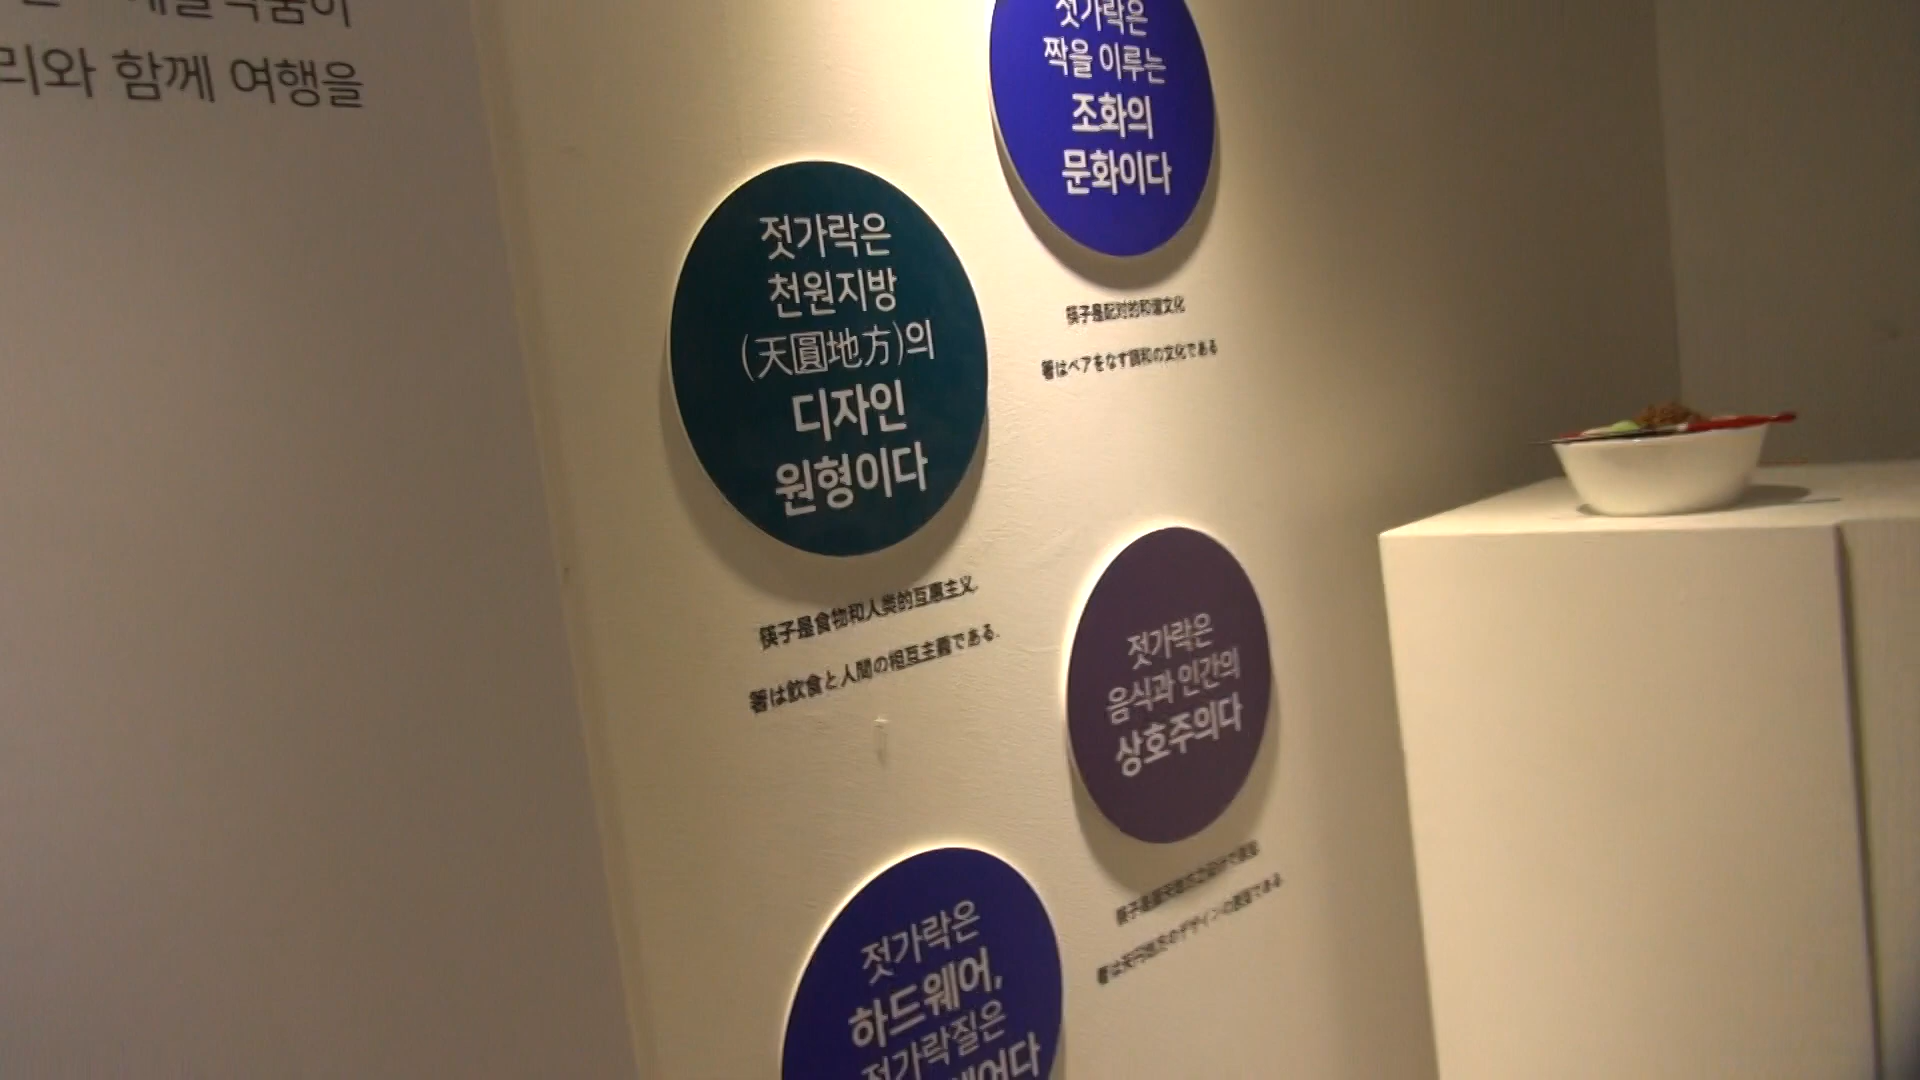 함께 여행을
젓가락은
짝을 이루는
조화의
문화이다
筷子是配对的和谐文化
箸はペアをなす調和の文化である
젓가락은
천원지방
(天圓地方)의
디자인
원형이다
筷子是食物和人类的互惠主义.
箸は飲食と人間の相互主義である.
젓가락은
음식과 인간의
상호주의다
젓가락은
하드웨어,
젓가락질은